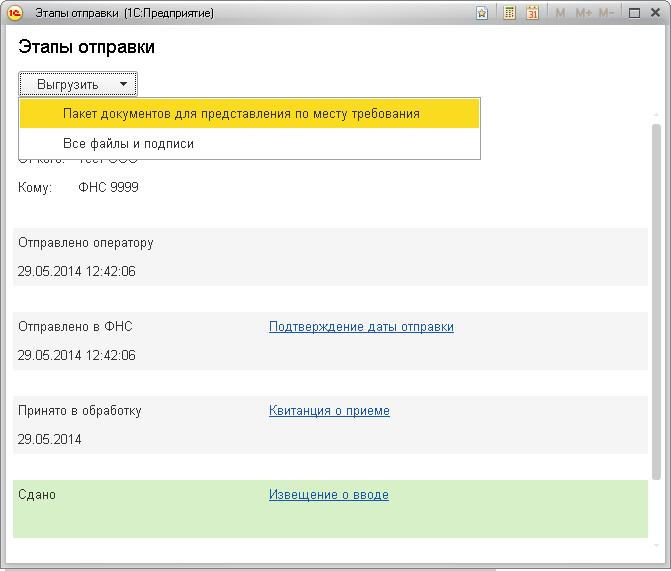 Этапы отправки (1С:Предприятие)
31 M M+ M-
Этапы отправки
Выгрузить
Пакет документов для представления по месту требования
Все файлы и подписи
Кому: ФНС 9999
Отправлено оператору
29.05.2014 12:42:06
Отправлено в ФНС Подтверждение даты отправки
29.05.2014 12:42:06
Принято в обработку Квитанция о приеме
29.05.2014
Сдано Извещение о вводе